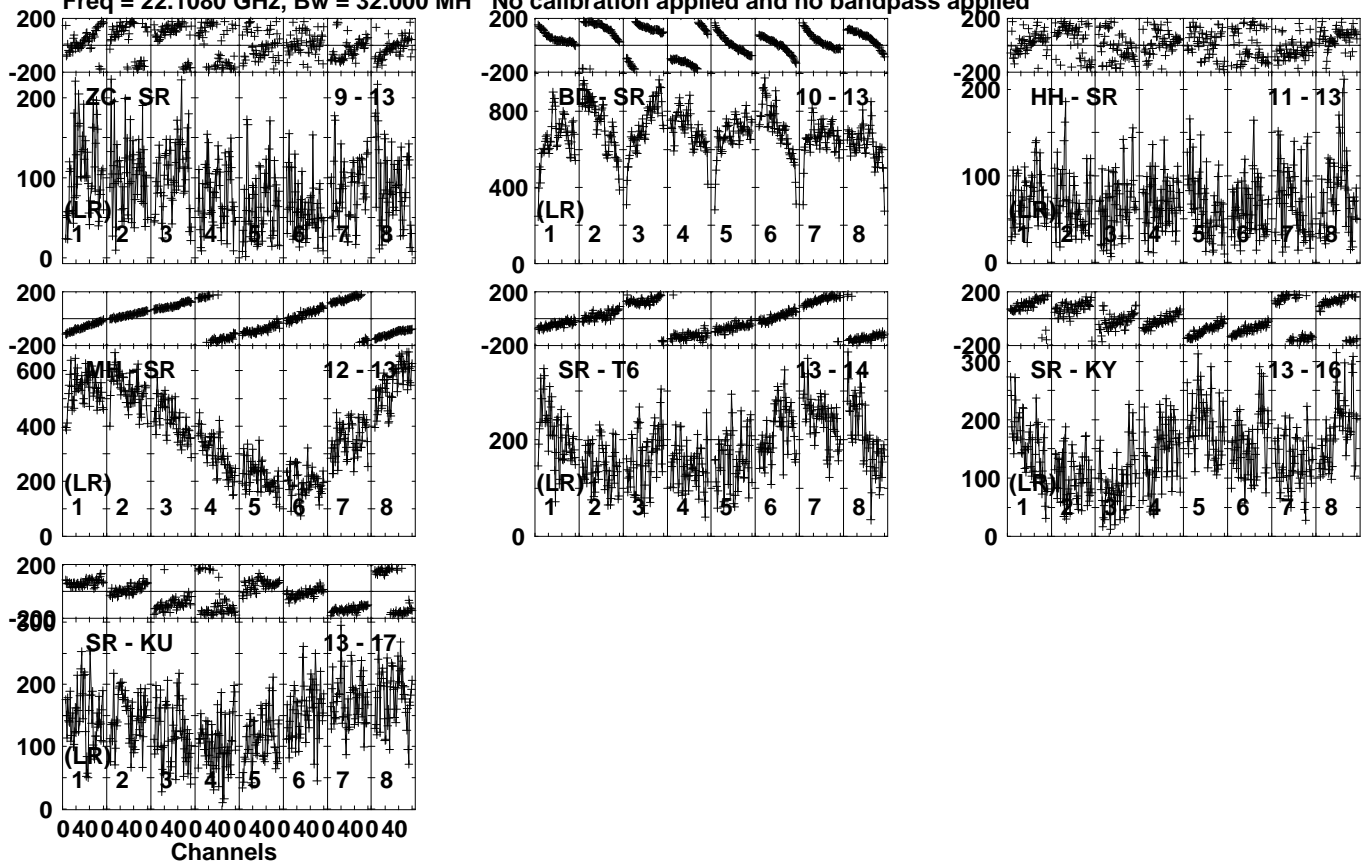 Freq = 22.1080 GHz, Bw = 32.000 MH No calibration applied and no bandpass applied
200
-200
ZC - SR 9 - 13
200
100
0
(LR)
1 2 3 4 5 6 7 8
200
-200
BD - SR 10 - 13
800
600
400
0
(LR)
1 2 3 4 5 6 7 8
200
-200
HH - SR 11 - 13
200
100
0
(LR)
1 2 3 4 5 6 7 8
200
-200
MH - SR 12 - 13
600
400
200
0
(LR)
1 2 3 4 5 6 7 8
200
-200
SR - T6 13 - 14
200
0
(LR)
1 2 3 4 5 6 7 8
200
-200
SR - KY 13 - 16
300
200
100
0
(LR)
1 2 3 4 5 6 7 8
200
-200
SR - KU 13 - 17
300
200
100
0
(LR)
1 2 3 4 5 6 7 8
0 40 0 40 0 40 0 40 0 40 0 40 0 40 0 40
Channels